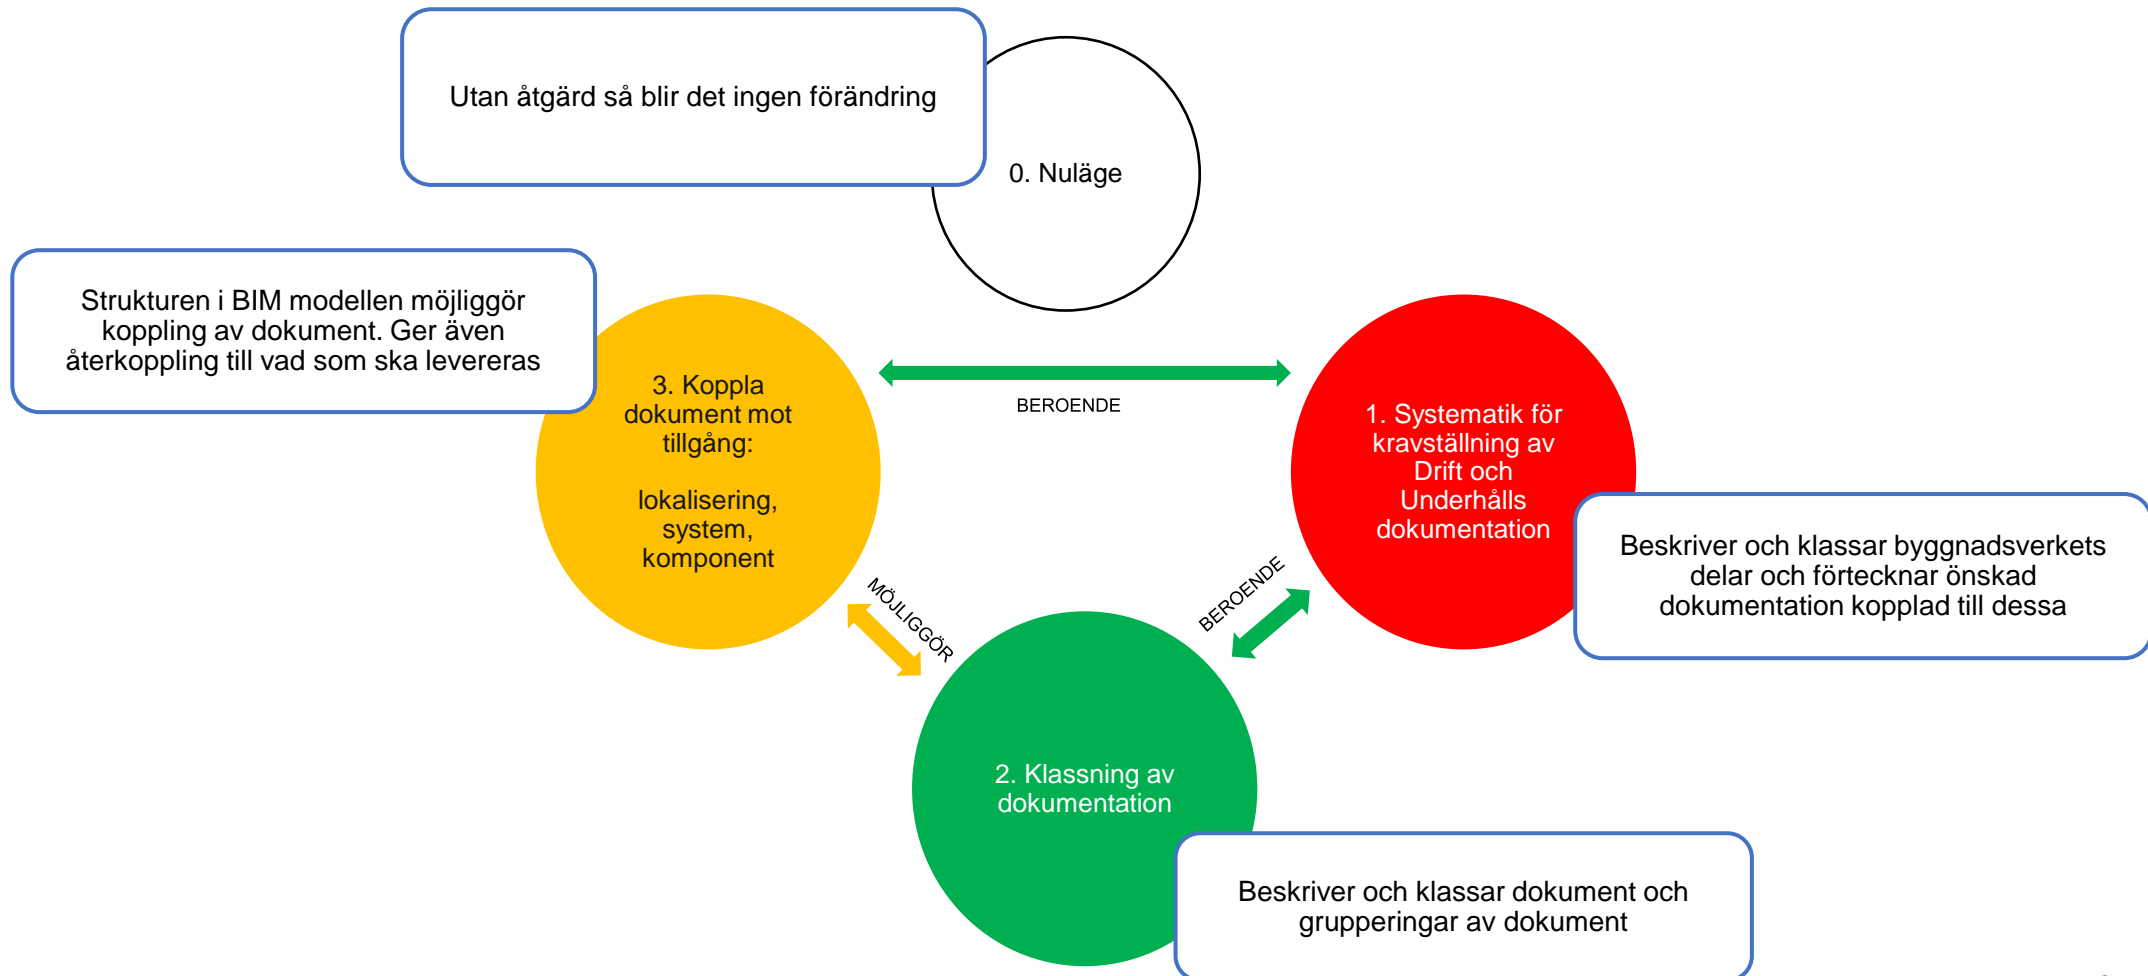 Utan åtgärd så blir det ingen förändring
0. Nuläge
Strukturen i BIM modellen möjliggör
koppling av dokument. Ger även
återkoppling till vad som ska levereras
3. Koppla
dokument mot
tillgång:
lokalisering,
system,
komponent
BEROENDE
1. Systematik för
kravställning av
Drift och
Underhålls
dokumentation
Beskriver och klassar byggnadsverkets
delar och förtecknar önskad
dokumentation kopplad till dessa
MÖJLIGGÖR
BEROENDE
2. Klassning av
dokumentation
Beskriver och klassar dokument och
grupperingar av dokument